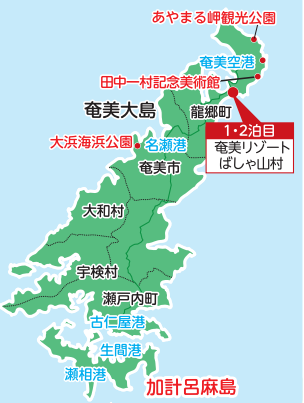 あやまる岬観光公園
奄美空港
田中一村記念美術館
奄美大島
龍郷町
1・2泊目
奄美リゾート
ばしゃ山村
大浜海浜公園
名瀬港
奄美市
大和村
宇検村
瀬戸内町
古仁屋港
生間港
瀬相港
加計呂麻島